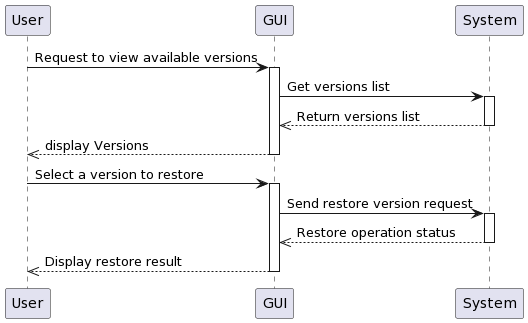 User GUI System
Request to view available versions
Get versions list
Return versions list
display Versions
Select a version to restore
Send restore version request
Restore operation status
Display restore result
User GUI System